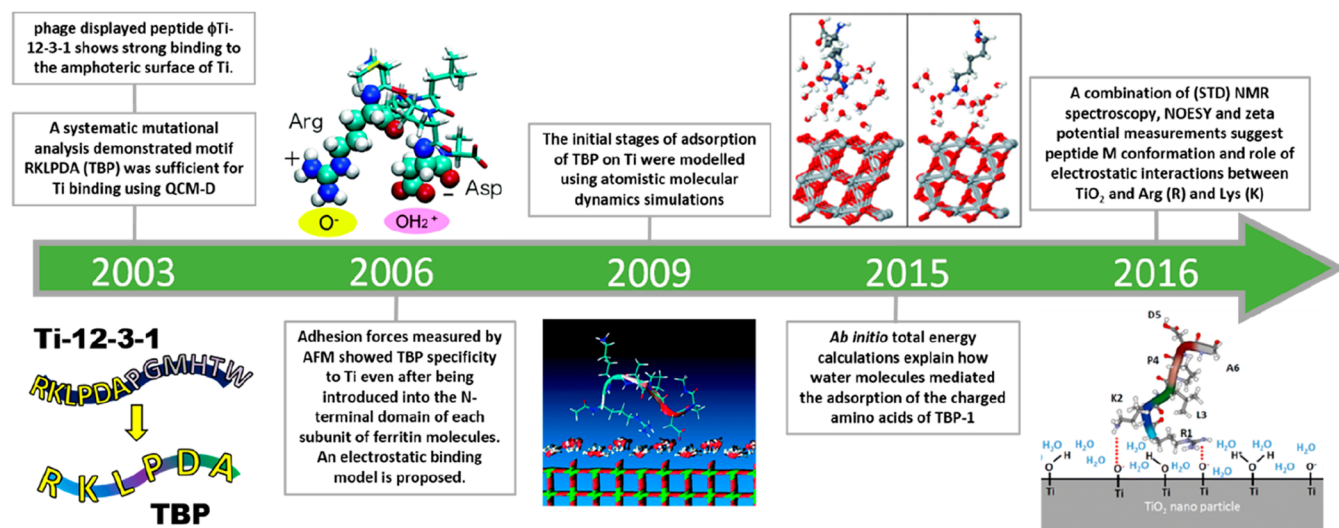 phage displayed peptide ϕTi-
12-3-1 shows strong binding to
the amphoteric surface of Ti.
A systematic mutational
analysis demonstrated motif
RKLPDA (TBP) was sufficient for
Ti binding using QCM-D
Arg
+
Asp
−
O-
OH2 +
The initial stages of adsorption
of TBP on Ti were modelled
using atomistic molecular
dynamics simulations
A combination of (STD) NMR
spectroscopy, NOESY and zeta
potential measurements suggest
peptide M conformation and role of
electrostatic interactions between
TiO2 and Arg (R) and Lys (K)
2003
2006
2009
2015
2016
Ti-12-3-1
RKLPDAPGMHTW
RKLPDA
TBP
Adhesion forces measured by
AFM showed TBP specificity
to Ti even after being
introduced into the N-
terminal domain of each
subunit of ferritin molecules.
An electrostatic binding
model is proposed.
Ab initio total energy
calculations explain how
water molecules mediated
the adsorption of the charged
amino acids of TBP-1
D5
P4
A6
K2
L3
R1
H2O H2O H2O H2O H2O H2O
H H H H
H2O H2O H2O H2O
O O- O O- O O-
Ti Ti Ti Ti Ti Ti
TiO2 nano particle